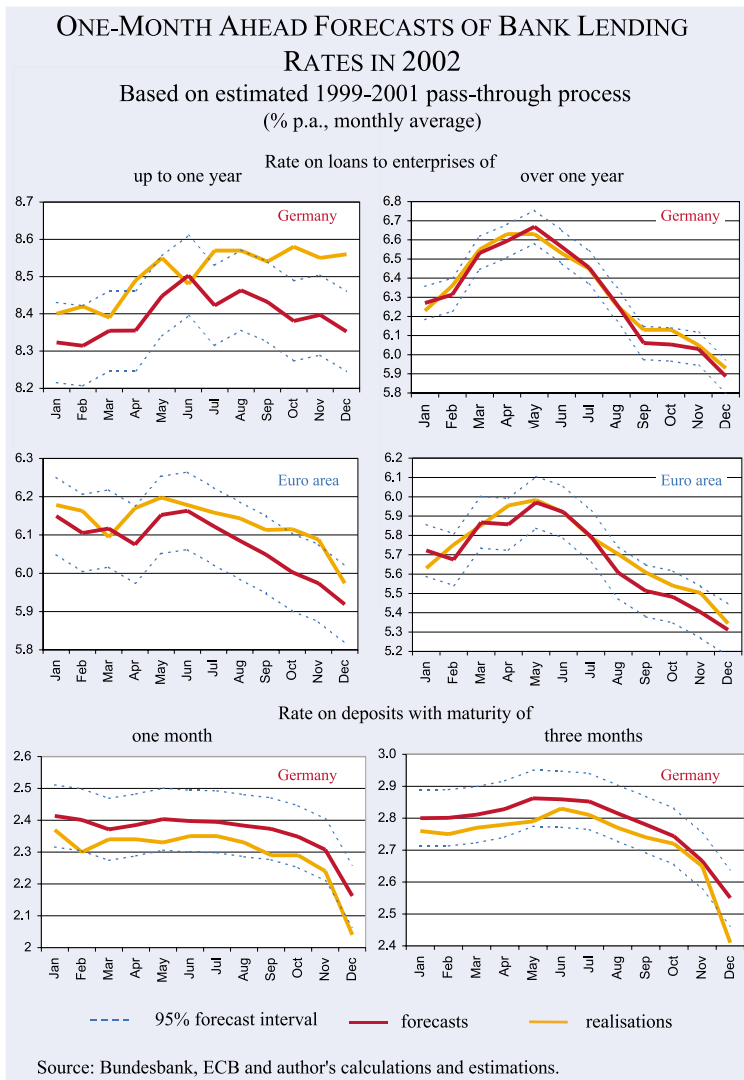 ONE-MONTH AHEAD FORECASTS OF BANK LENDING
RATES IN 2002
Based on estimated 1999-2001 pass-through process
(% p.a., monthly average)
Rate on loans to enterprises of
up to one year
over one year
8.7
8.6
8.5
8.4
8.3
8.2
Germany
Jan Feb Mar Apr May Jun Jul Aug Sep Oct Nov Dec
6.8
6.7
6.6
6.5
6.4
6.3
6.2
6.1
6.0
5.9
5.8
Germany
Jan Feb Mar Apr May Jun Jul Aug Sep Oct Nov Dec
6.3
6.2
6.1
6.0
5.9
5.8
Euro area
Jan Feb Mar Apr May Jun Jul Aug Sep Oct Nov Dec
6.2
6.1
6.0
5.9
5.8
5.7
5.6
5.5
5.4
5.3
5.2
Euro area
Jan Feb Mar Apr May Jun Jul Aug Sep Oct Nov Dec
Rate on deposits with maturity of
one month
three months
2.6
2.5
2.4
2.3
2.2
2.1
2
Germany
Jan Feb Mar Apr May Jun Jul Aug Sep Oct Nov Dec
3.0
2.9
2.8
2.7
2.6
2.5
2.4
Germany
Jan Feb Mar Apr May Jun Jul Aug Sep Oct Nov Dec
95% forecast interval
forecasts
realisations
Source: Bundesbank, ECB and author's calculations and estimations.